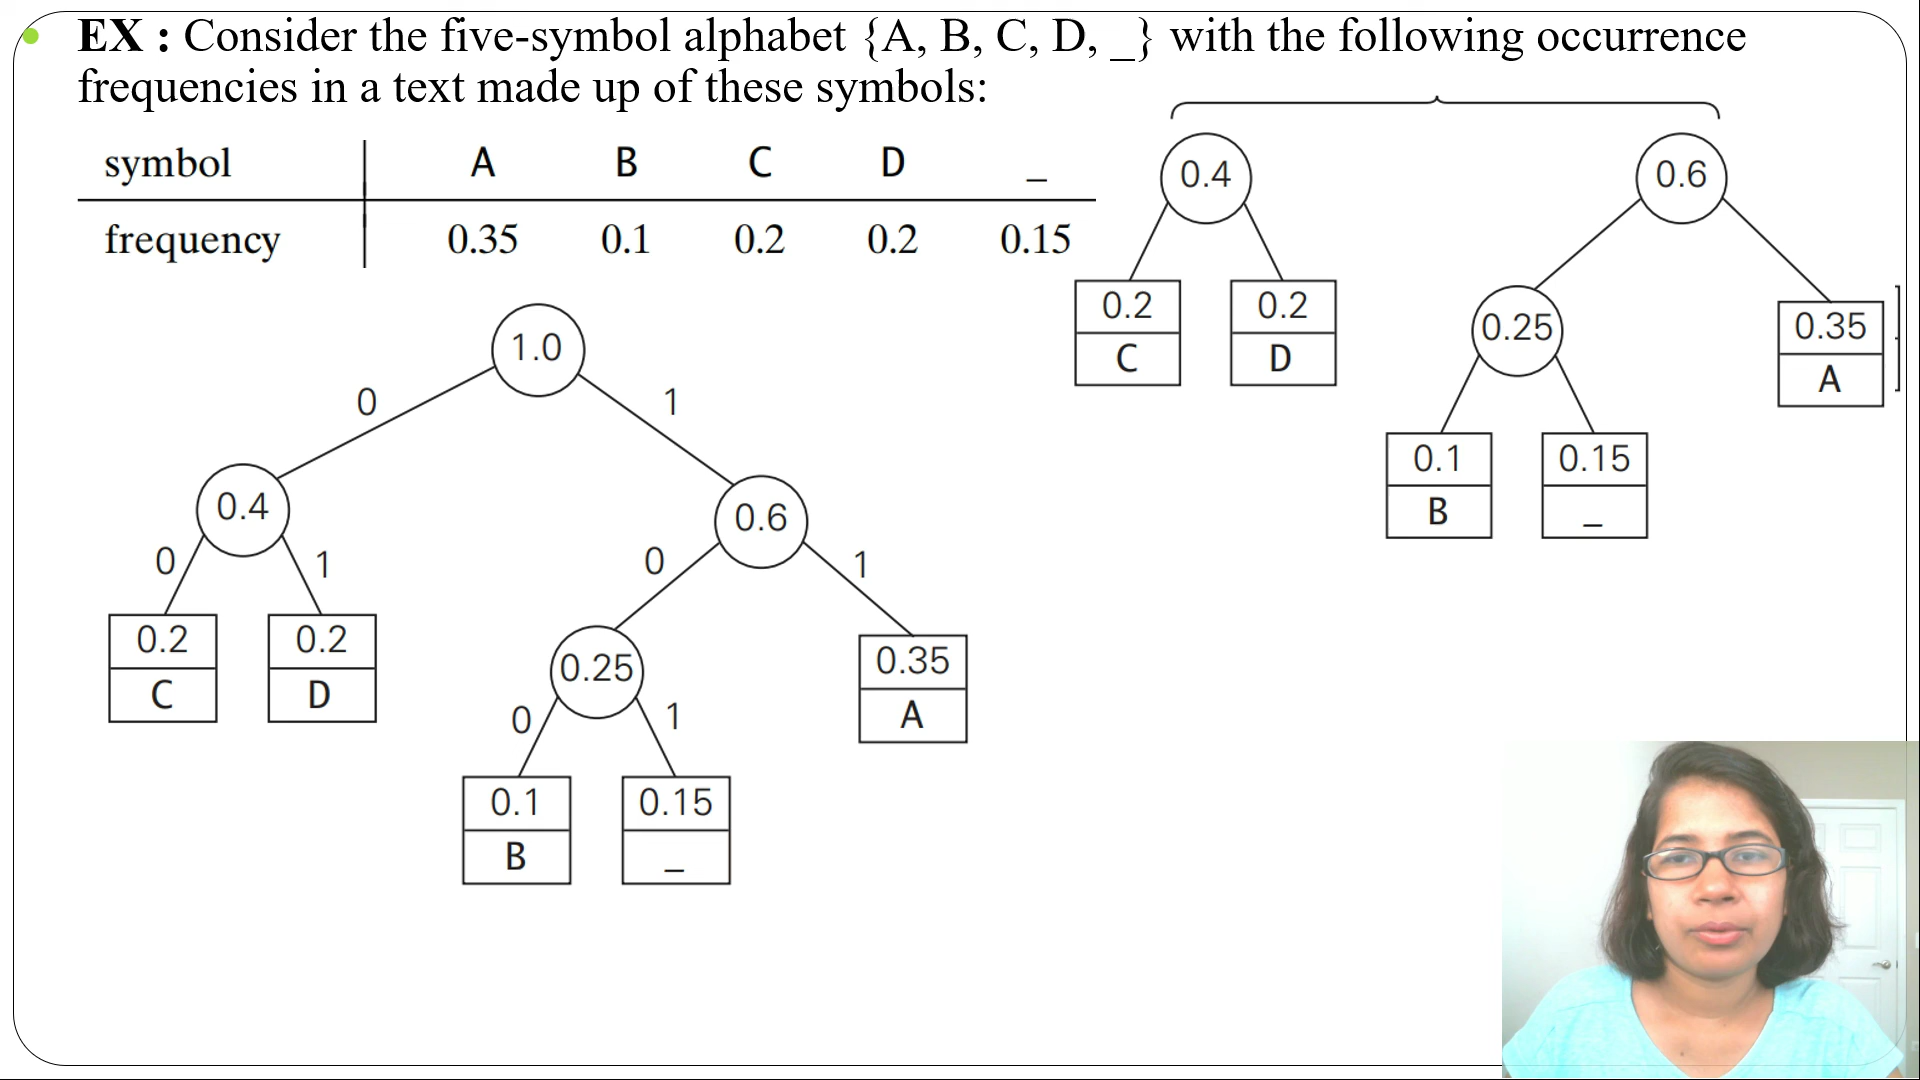 EX : Consider the five-symbol alphabet {A, B, C, D, _} with the following occurrence
frequencies in a text made up of these symbols:
symbol A B C D _
frequency 0.35 0.1 0.2 0.2 0.15
0.4 0.6
0.2 0.2 0.25 0.35
C D A
0.1 0.15
B _
1.0
0 1
0.4 0.6
0 1 0 1
0.2 0.2 0.25 0.35
C D A
0 1
0.1 0.15
B _